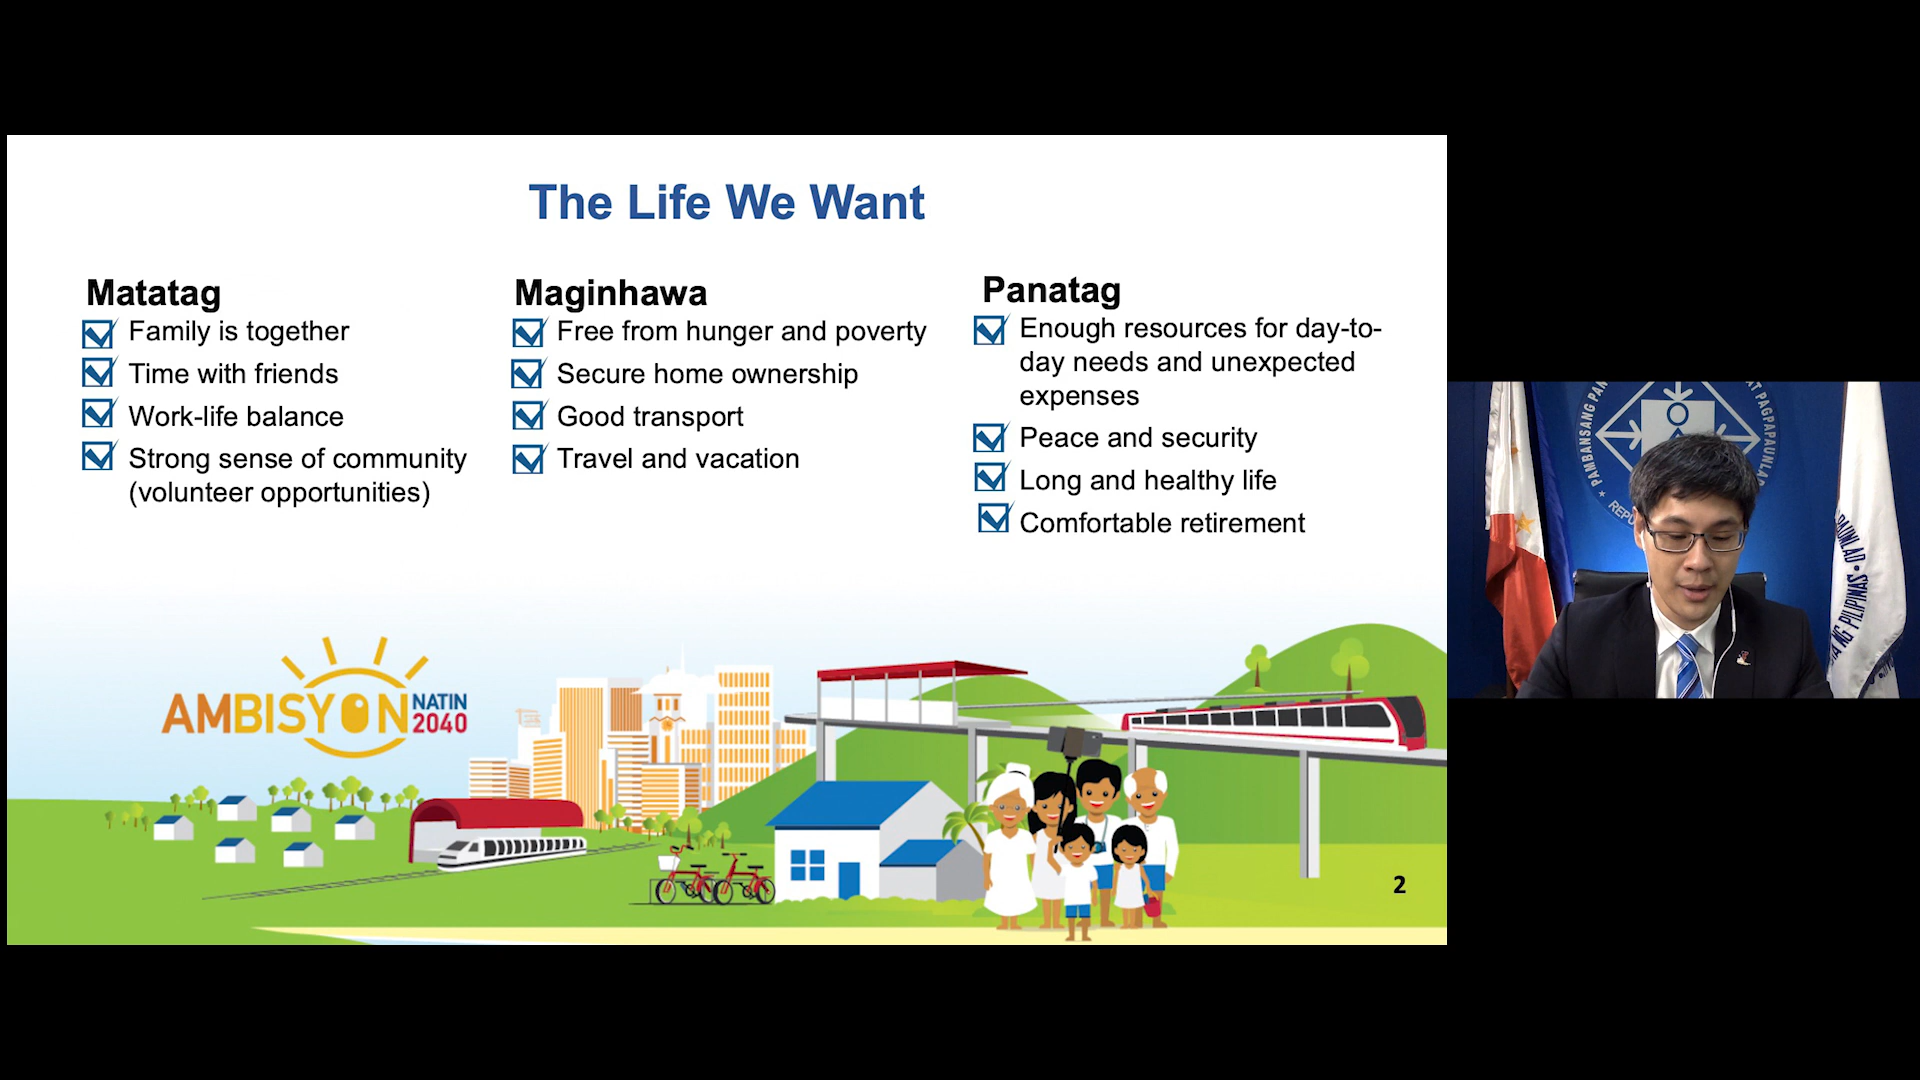 The Life We Want
Matatag
Family is together
Time with friends
Work-life balance
Strong sense of community
(volunteer opportunities)
Maginhawa
Free from hunger and poverty
Secure home ownership
Good transport
Travel and vacation
Panatag
Enough resources for day-to-
day needs and unexpected
expenses
Peace and security
Long and healthy life
Comfortable retirement
AMBISYON NATIN
2040
2
PAMBANSANG
NG PILIPINAS